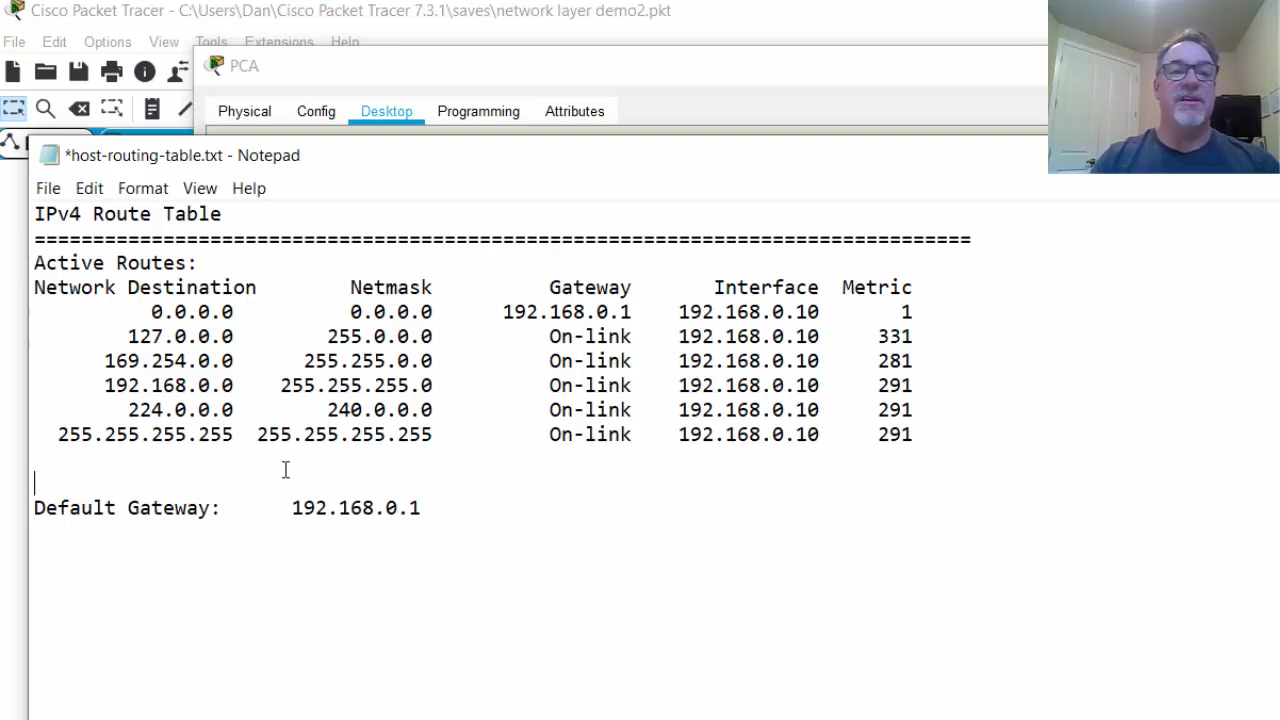 Cisco Packet Tracer - C:\Users\Dan\Cisco Packet Tracer 7.3.1\saves\network layer demo2.pkt
File Edit Options View Tools Extensions Help
PCA
Physical Config Desktop Programming Attributes
*host-routing-table.txt - Notepad
File Edit Format View Help
IPv4 Route Table
================================================================================
Active Routes:
Network Destination Netmask Gateway Interface Metric
0.0.0.0 0.0.0.0 192.168.0.1 192.168.0.10 1
127.0.0.0 255.0.0.0 On-link 192.168.0.10 331
169.254.0.0 255.255.0.0 On-link 192.168.0.10 281
192.168.0.0 255.255.255.0 On-link 192.168.0.10 291
224.0.0.0 240.0.0.0 On-link 192.168.0.10 291
255.255.255.255 255.255.255.255 On-link 192.168.0.10 291
Default Gateway: 192.168.0.1